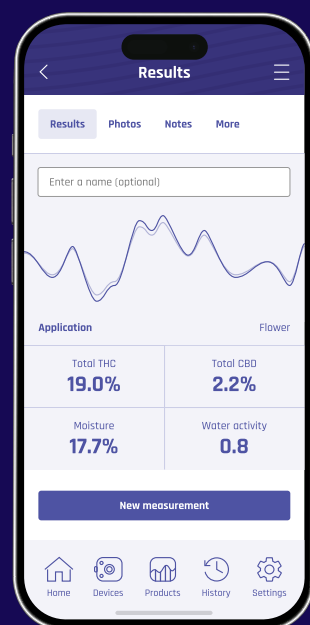 Results
Results Photos Notes More
Enter a name (optional)
Application Flower
Total THC Total CBD
19.0% 2.2%
Moisture Water activity
17.7% 0.8
New measurement
Home Devices Products History Settings